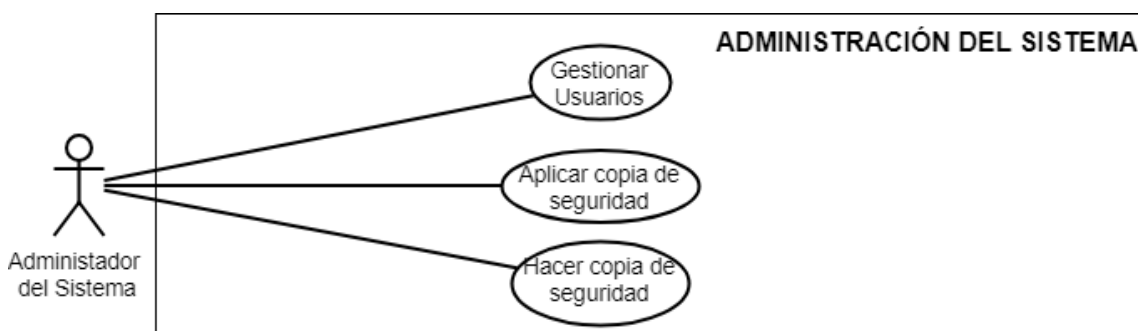 ADMINISTRACIÓN DEL SISTEMA
Gestionar
Usuarios
Aplicar copia de
seguridad
Hacer copia de
seguridad
Administador
del Sistema